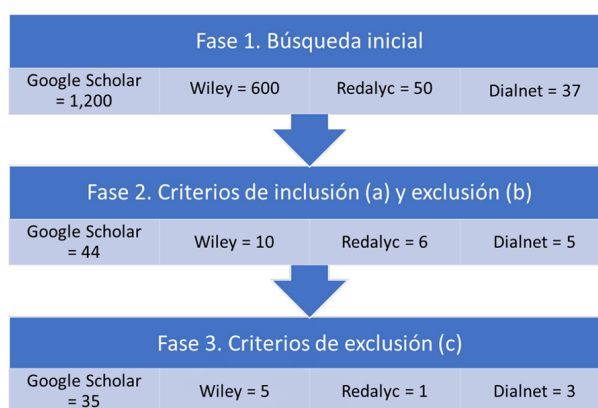 Fase 1. Búsqueda inicial
Google Scholar
= 1,200
Wiley = 600
Redalyc = 50
Dialnet = 37
Fase 2. Criterios de inclusión (a) y exclusión (b)
Google Scholar
= 44
Wiley = 10
Redalyc = 6
Dialnet = 5
Fase 3. Criterios de exclusión (c)
Google Scholar
= 35
Wiley = 5
Redalyc = 1
Dialnet = 3